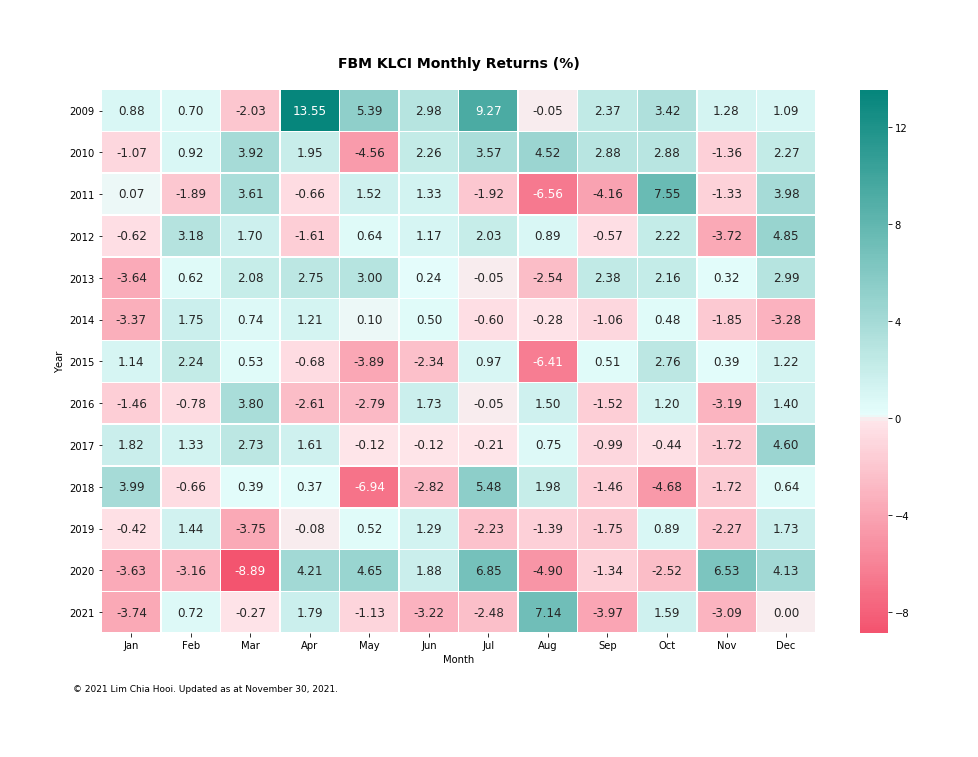 FBM KLCI Monthly Returns (%)
2009 0.88 0.70 -2.03 13.55 5.39 2.98 9.27 -0.05 2.37 3.42 1.28 1.09
2010 -1.07 0.92 3.92 1.95 -4.56 2.26 3.57 4.52 2.88 2.88 -1.36 2.27
2011 0.07 -1.89 3.61 -0.66 1.52 1.33 -1.92 -6.56 -4.16 7.55 -1.33 3.98
2012 -0.62 3.18 1.70 -1.61 0.64 1.17 2.03 0.89 -0.57 2.22 -3.72 4.85
2013 -3.64 0.62 2.08 2.75 3.00 0.24 -0.05 -2.54 2.38 2.16 0.32 2.99
2014 -3.37 1.75 0.74 1.21 0.10 0.50 -0.60 -0.28 -1.06 0.48 -1.85 -3.28
Year
2015 1.14 2.24 0.53 -0.68 -3.89 -2.34 0.97 -6.41 0.51 2.76 0.39 1.22
2016 -1.46 -0.78 3.80 -2.61 -2.79 1.73 -0.05 1.50 -1.52 1.20 -3.19 1.40
2017 1.82 1.33 2.73 1.61 -0.12 -0.12 -0.21 0.75 -0.99 -0.44 -1.72 4.60
2018 3.99 -0.66 0.39 0.37 -6.94 -2.82 5.48 1.98 -1.46 -4.68 -1.72 0.64
2019 -0.42 1.44 -3.75 -0.08 0.52 1.29 -2.23 -1.39 -1.75 0.89 -2.27 1.73
2020 -3.63 -3.16 -8.89 4.21 4.65 1.88 6.85 -4.90 -1.34 -2.52 6.53 4.13
2021 -3.74 0.72 -0.27 1.79 -1.13 -3.22 -2.48 7.14 -3.97 1.59 -3.09 0.00
Jan Feb Mar Apr May Jun Jul Aug Sep Oct Nov Dec
Month
12
8
4
0
−4
−8
© 2021 Lim Chia Hooi. Updated as at November 30, 2021.